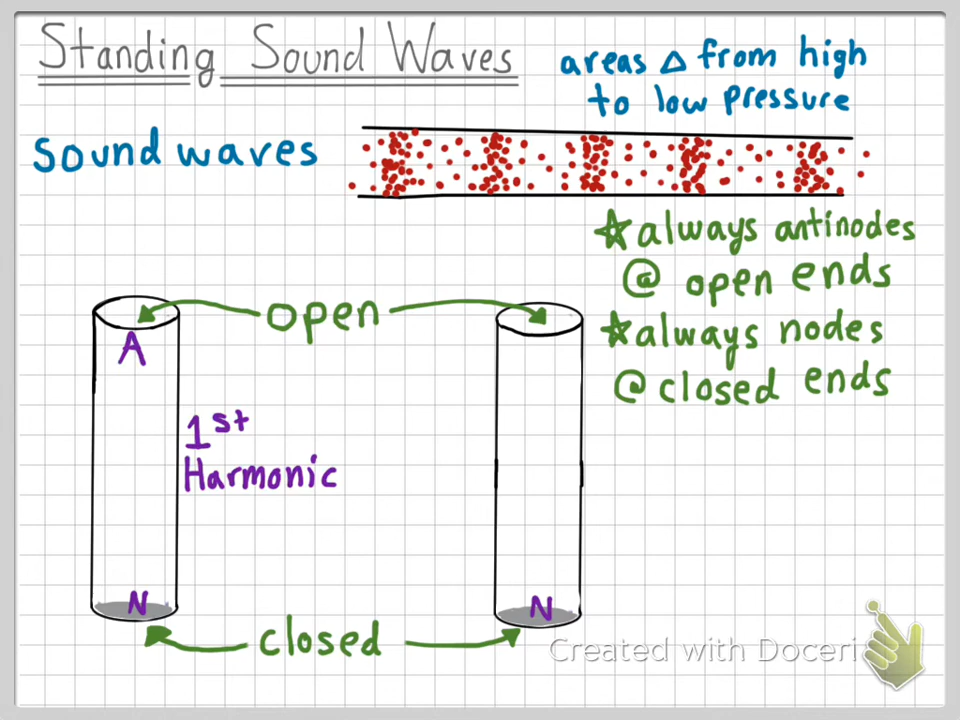 Standing Sound Waves
areas Δ from high
to low pressure
sound waves
☆always antinodes
@ open ends
☆always nodes
@closed ends
open
A
1st
Harmonic
N
N
closed
Created with Doceri